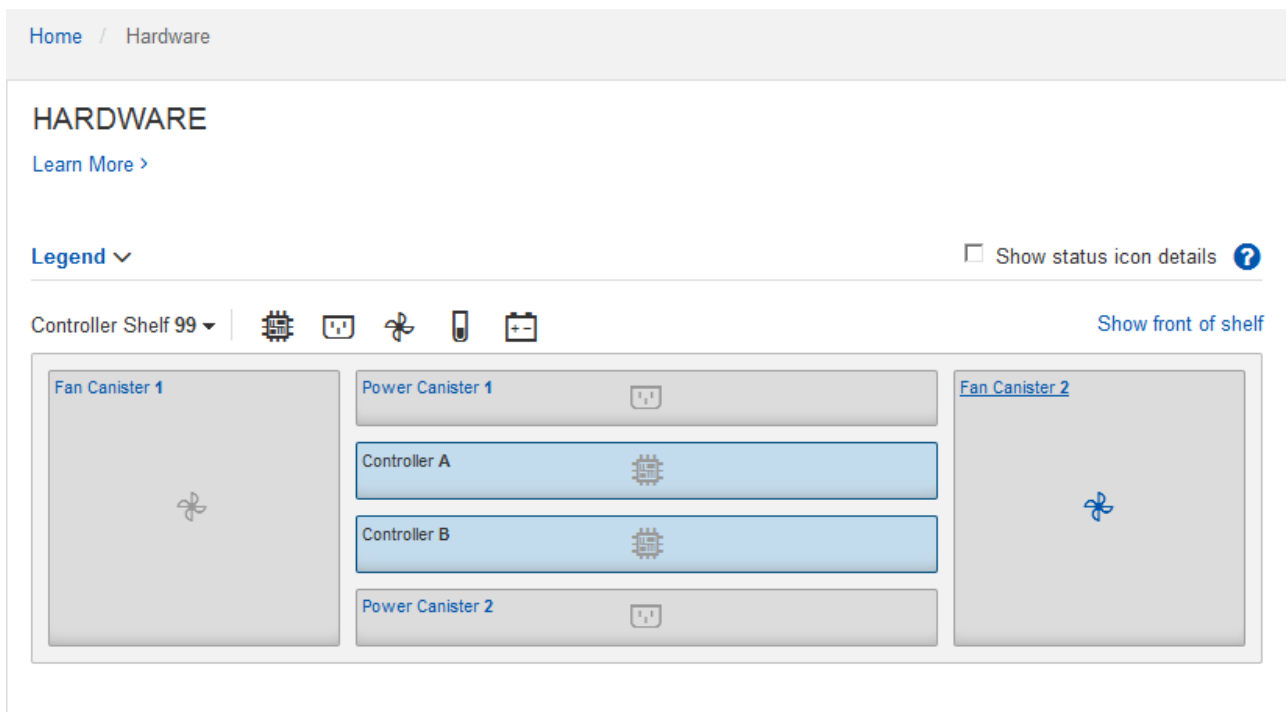 Home / Hardware
HARDWARE
Learn More >
Legend
Show status icon details ?
Controller Shelf 99
Show front of shelf
Fan Canister 1
Power Canister 1
Fan Canister 2
Controller A
Controller B
Power Canister 2